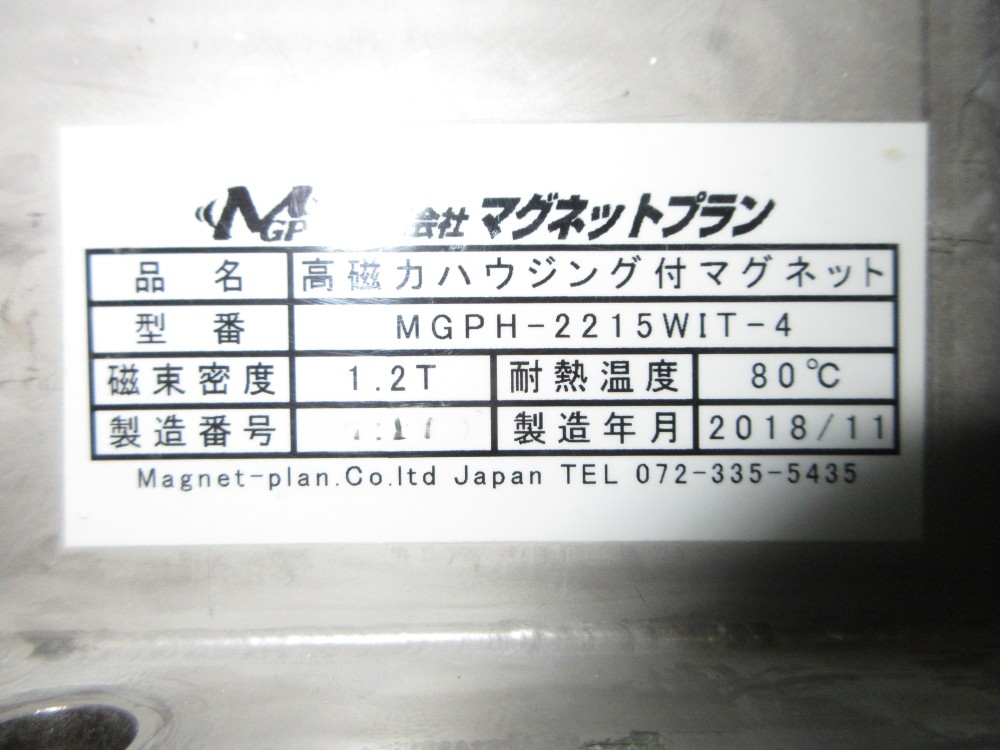 MGP 会社 マグネットプラン
品名 高磁力ハウジング付マグネット
型番 MGPH-2215WIT-4
磁束密度 1.2T 耐熱温度 80℃
製造番号 製造年月 2018/11
Magnet-plan.Co.ltd Japan TEL 072-335-5435